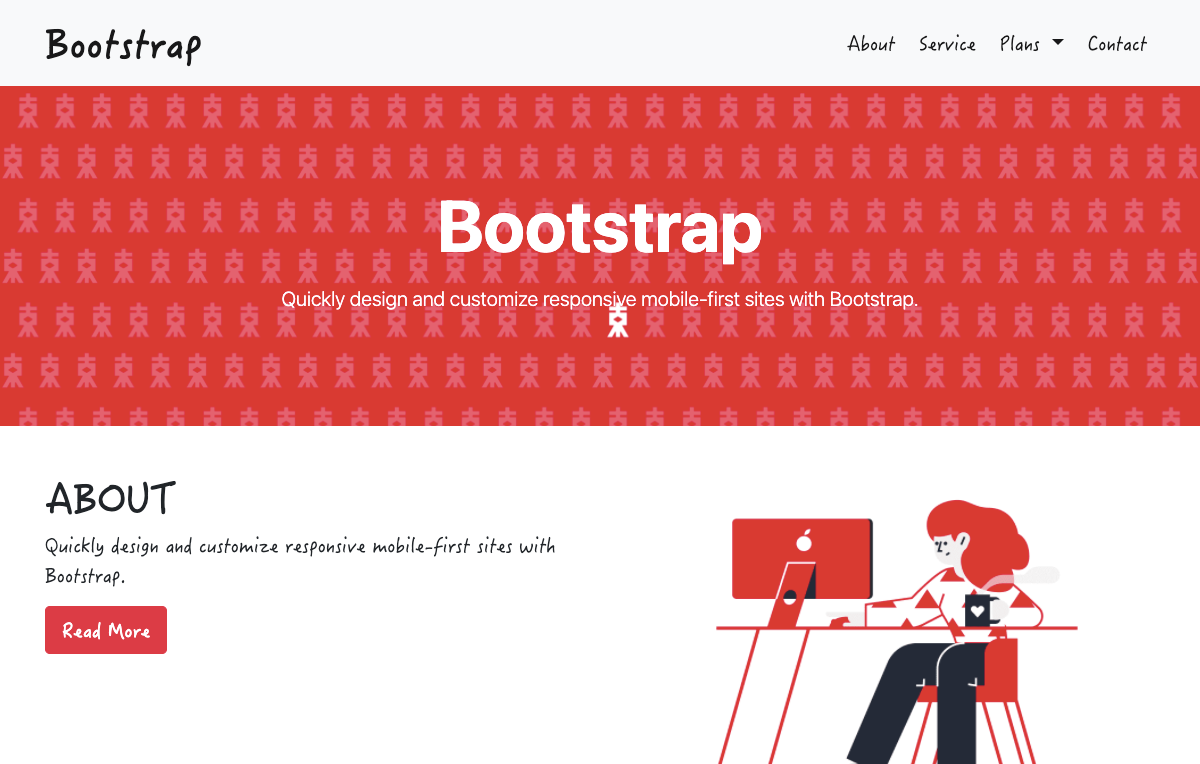 Bootstrap
About Service Plans Contact
Bootstrap
Quickly design and customize responsive mobile-first sites with Bootstrap.
ABOUT
Quickly design and customize responsive mobile-first sites with
Bootstrap.
Read More